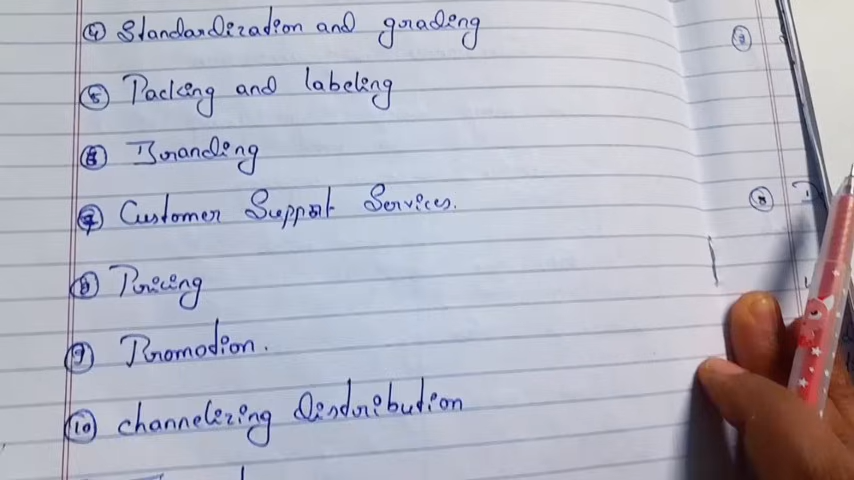 ④ Standardization and grading
⑤ Packing and labeling
⑥ Branding
⑦ Customer Support Services.
⑧ Pricing
⑨ Promotion.
⑩ channelizing Distribution